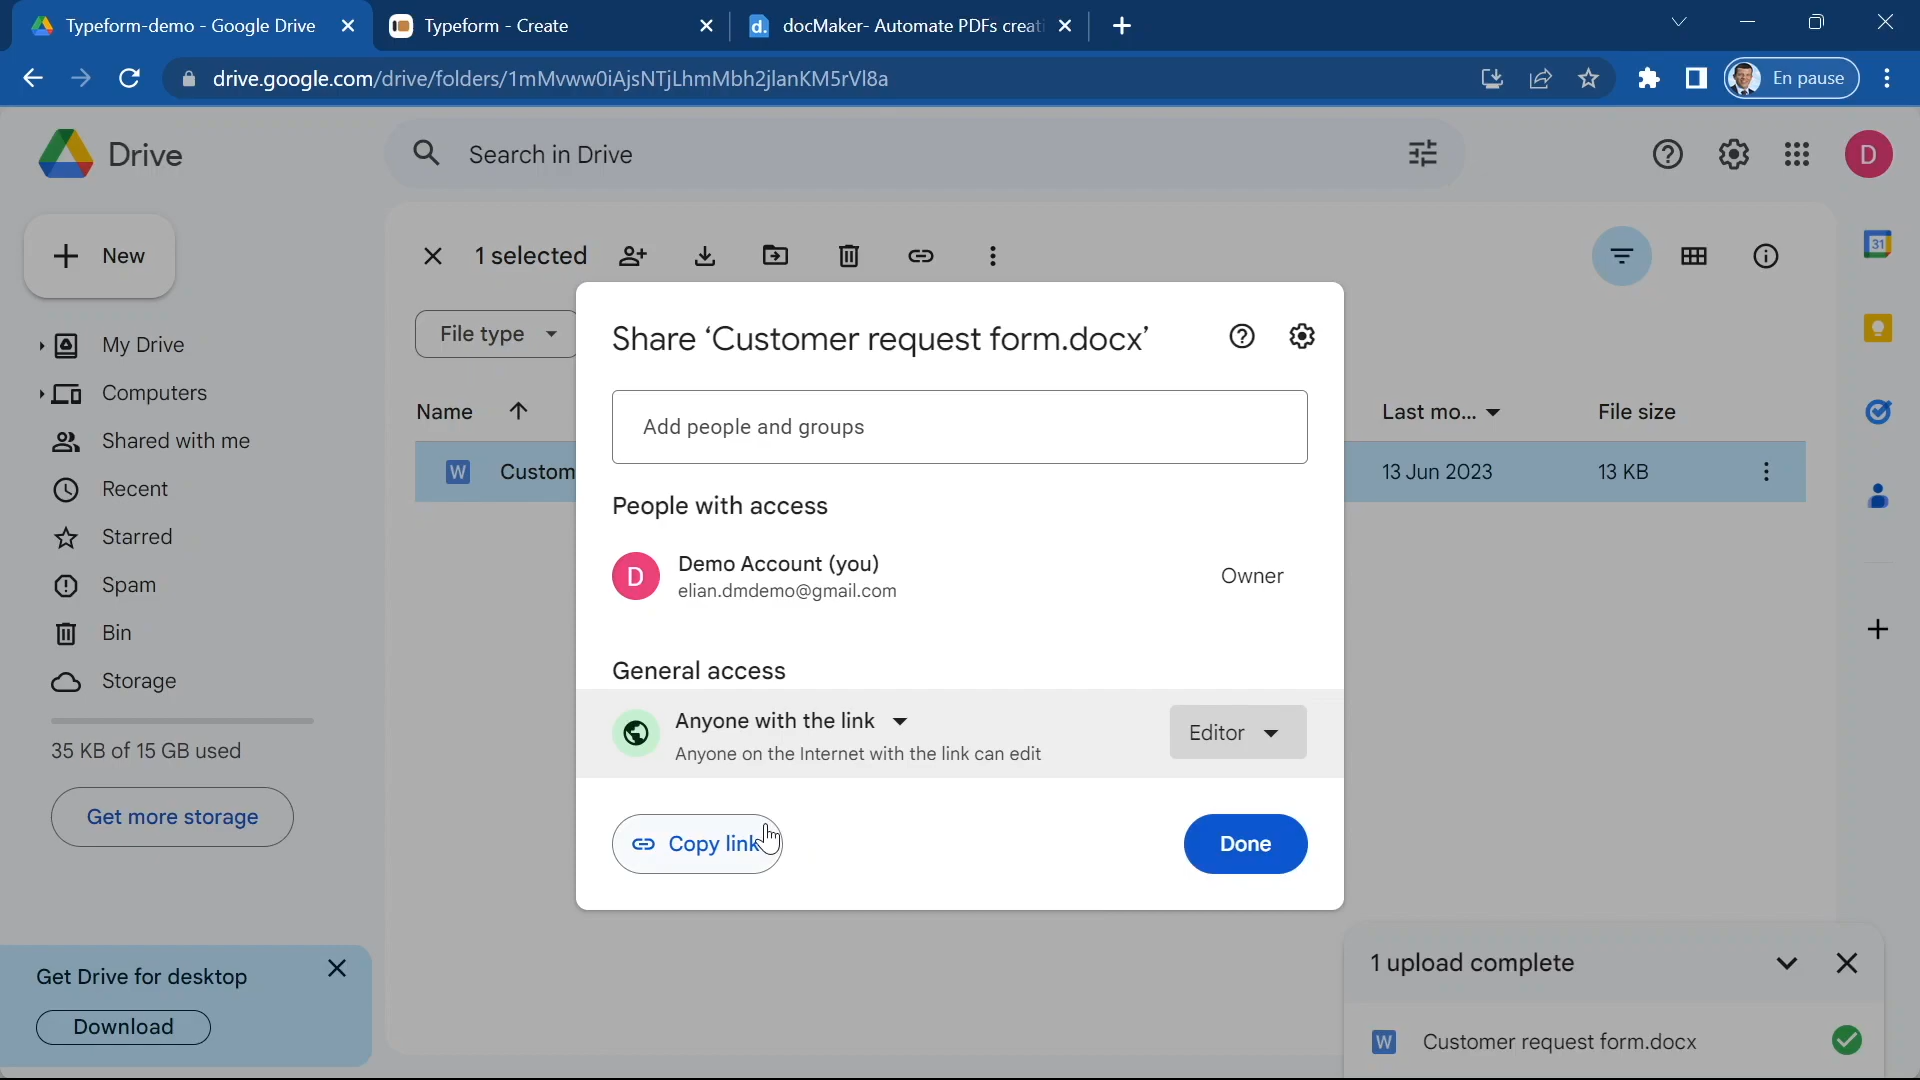 Typeform-demo - Google Drive
Typeform - Create
docMaker- Automate PDFs creati
drive.google.com/drive/folders/1mMvww0iAjsNTjLhmMbh2jlanKM5rVl8a
En pause
Drive
Search in Drive
D
New
1 selected
31
My Drive
Computers
Shared with me
Recent
Starred
Spam
Bin
Storage
35 KB of 15 GB used
Get more storage
File type
Name
Last mo...
File size
W Custom
13 Jun 2023
13 KB
Share ‘Customer request form.docx’
Add people and groups
People with access
D
Demo Account (you)
elian.dmdemo@gmail.com
Owner
General access
Anyone with the link
Anyone on the Internet with the link can edit
Editor
Copy link
Done
Get Drive for desktop
Download
1 upload complete
W Customer request form.docx